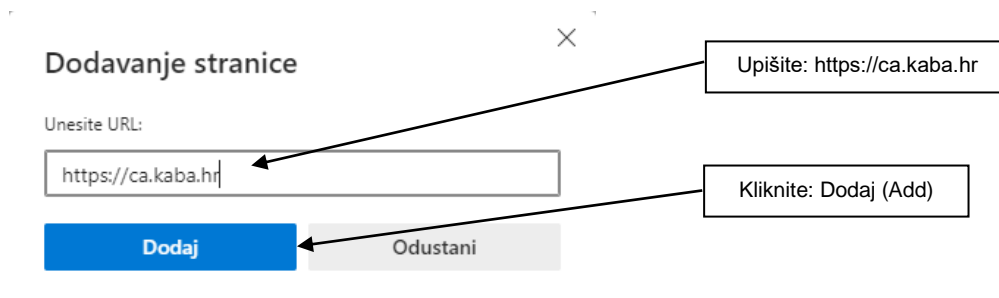 Dodavanje stranice
Upišite: https://ca.kaba.hr
Unesite URL:
https://ca.kaba.hr
Kliknite: Dodaj (Add)
Dodaj
Odustani